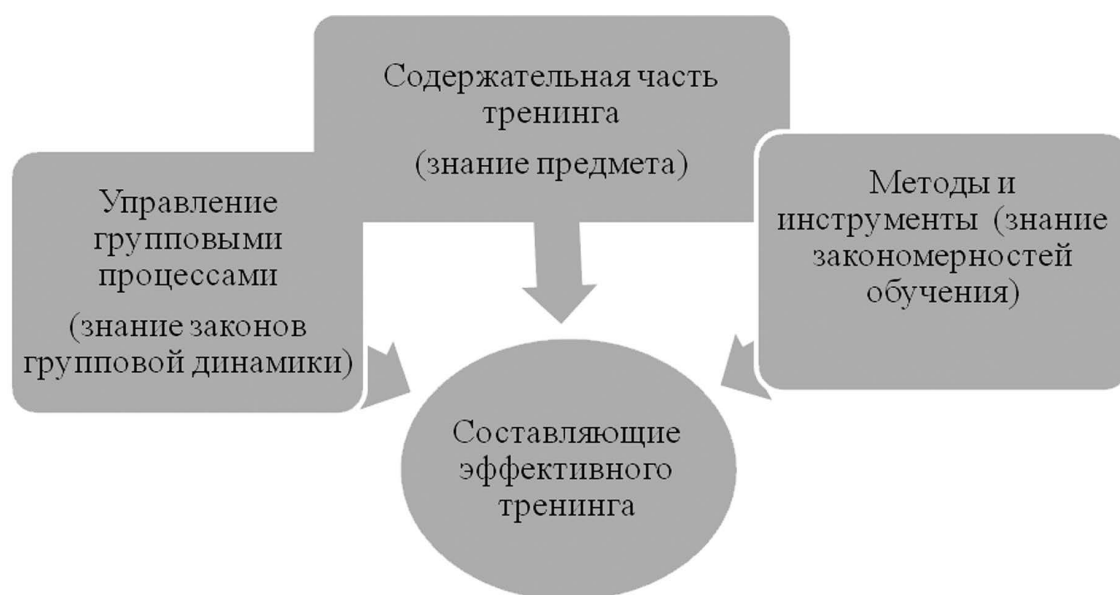 Содержательная часть
тренинга
(знание предмета)
Управление
групповыми
процессами
(знание законов
групповой динамики)
Методы и
инструменты (знание
закономерностей
обучения)
Составляющие
эффективного
тренинга